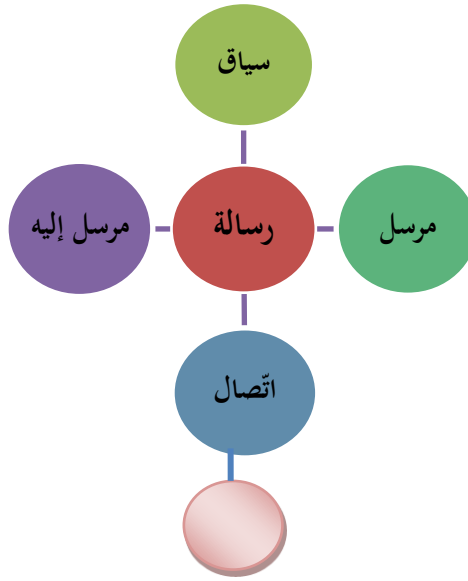 سياق
مرسل
رسالة
مرسل إليه
اتّصال